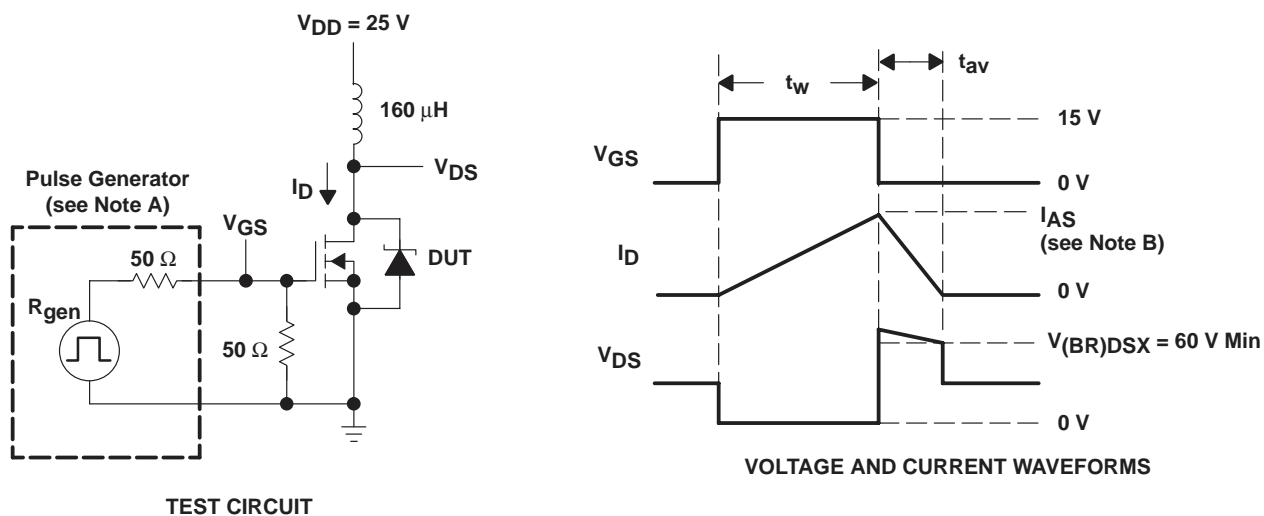 VDD = 25 V
160 μH
VDS
ID
Pulse Generator
(see Note A)
VGS
50 Ω
DUT
Rgen
50 Ω
TEST CIRCUIT
tw
tav
VGS
15 V
0 V
ID
IAS
(see Note B)
0 V
VDS
V(BR)DSX = 60 V Min
0 V
VOLTAGE AND CURRENT WAVEFORMS